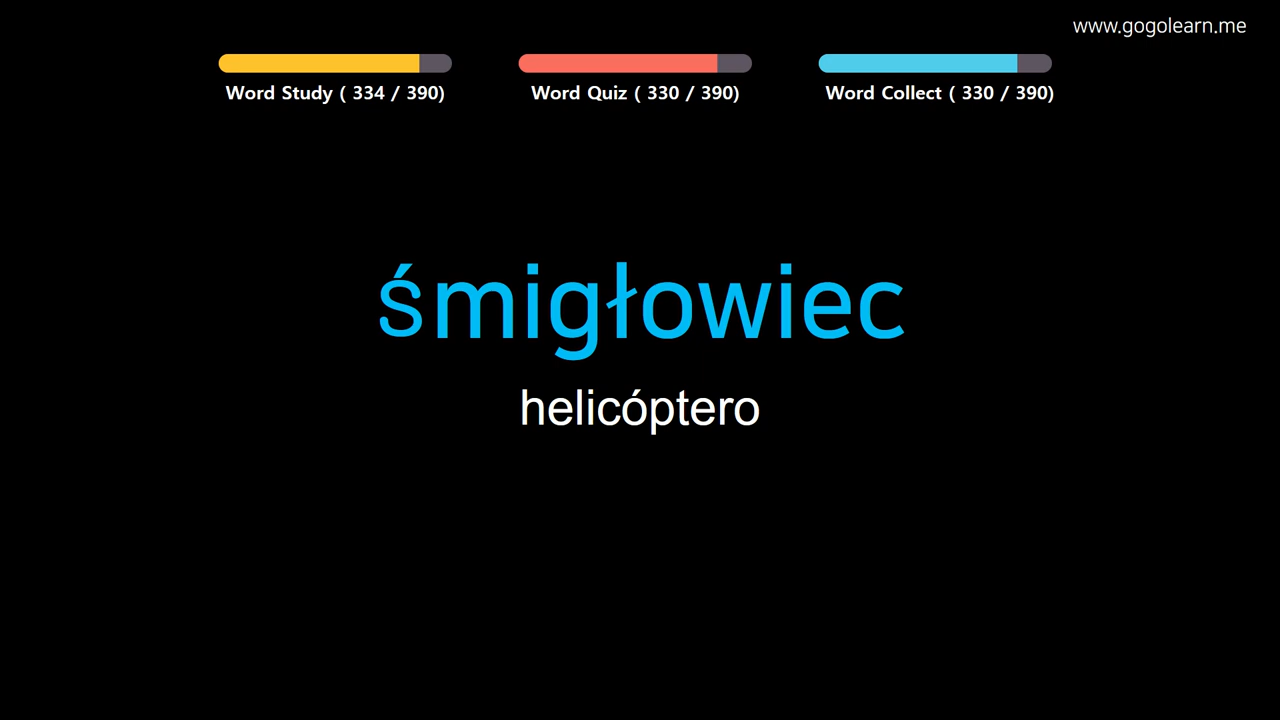 www.gogolearn.me
Word Study ( 334 / 390)
Word Quiz ( 330 / 390)
Word Collect ( 330 / 390)
śmigłowiec
helicóptero